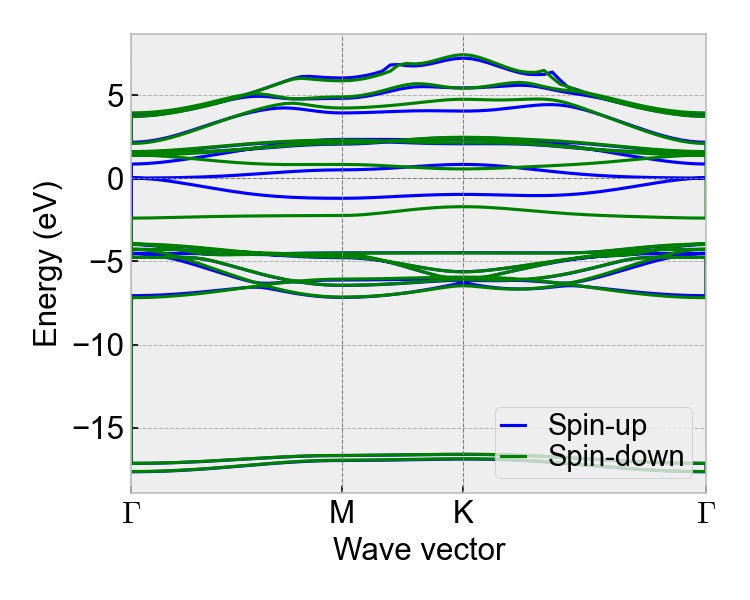 Energy (eV)
5
0
−5
−10
−15
Spin-up
Spin-down
Γ M K Γ
Wave vector